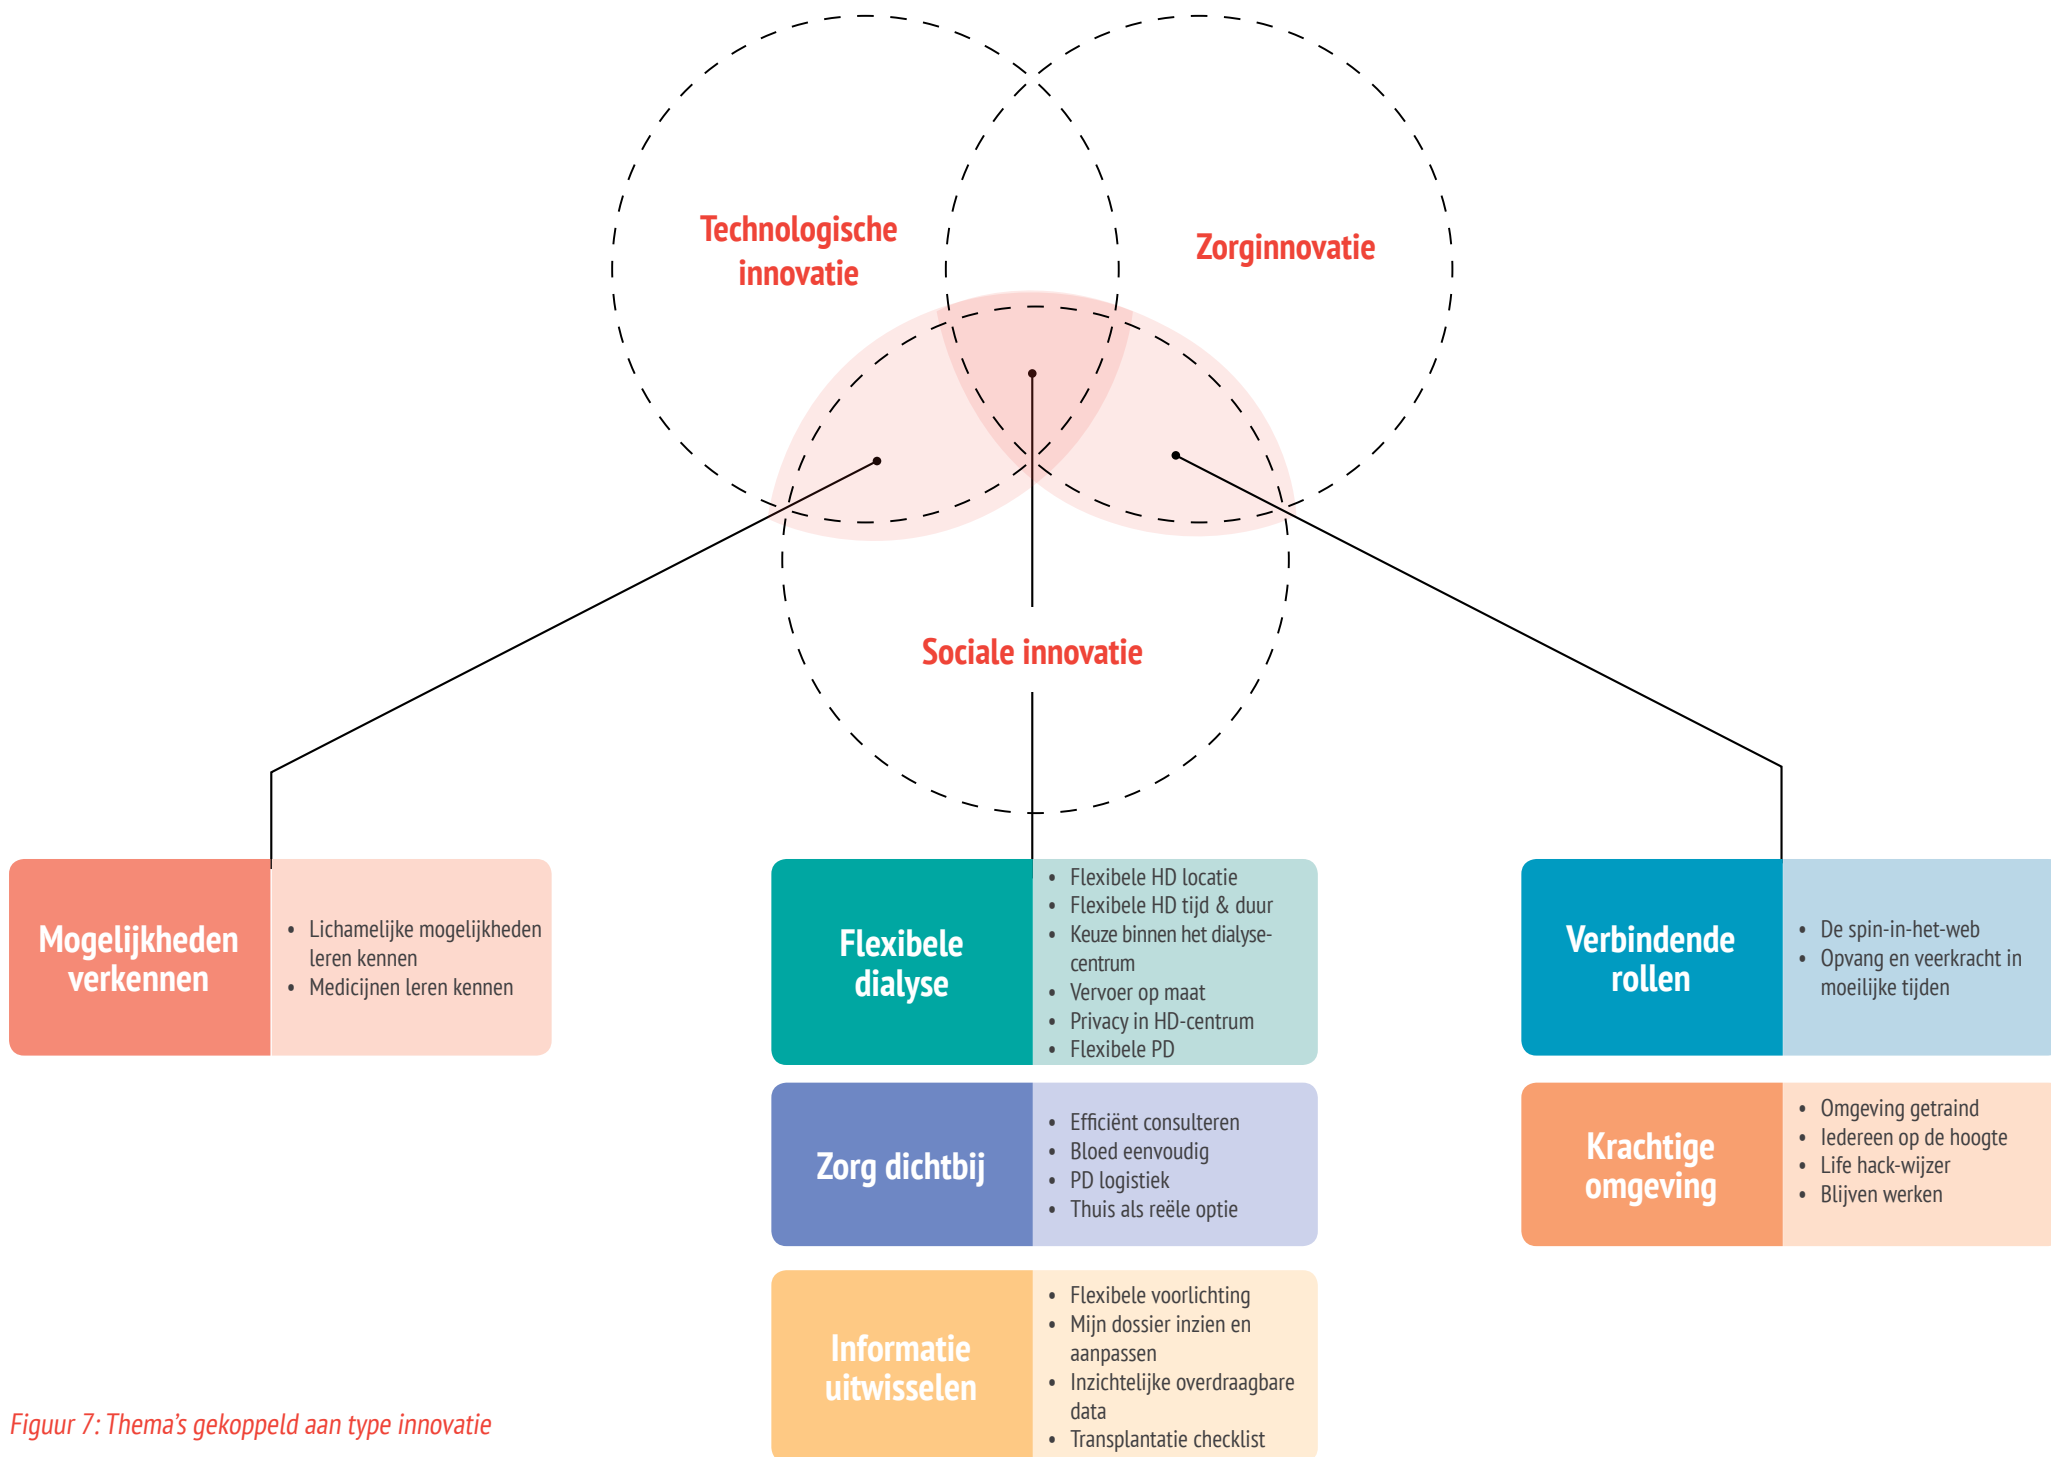 Technologische
innovatie
Zorginnovatie
Sociale innovatie
Mogelijkheden
verkennen
• Lichamelijke mogelijkheden
leren kennen
• Medicijnen leren kennen
Flexibele
dialyse
• Flexibele HD locatie
• Flexibele HD tijd & duur
• Keuze binnen het dialyse-
centrum
• Vervoer op maat
• Privacy in HD-centrum
• Flexibele PD
Verbindende
rollen
• De spin-in-het-web
• Opvang en veerkracht in
moeilijke tijden
Zorg dichtbij
• Efficiënt consulteren
• Bloed eenvoudig
• PD logistiek
• Thuis als reële optie
Krachtige
omgeving
• Omgeving getraind
• Iedereen op de hoogte
• Life hack-wijzer
• Blijven werken
Informatie
uitwisselen
• Flexibele voorlichting
• Mijn dossier inzien en
aanpassen
• Inzichtelijke overdraagbare
data
• Transplantatie checklist
Figuur 7: Thema’s gekoppeld aan type innovatie